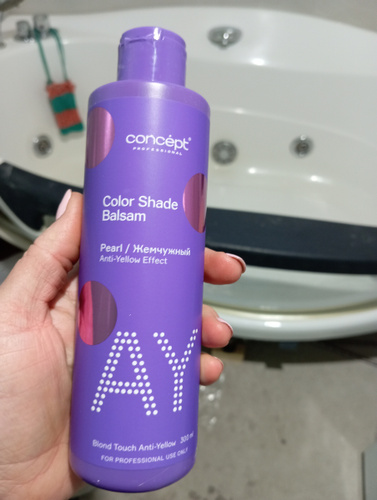 concépt
PROFESSIONAL
Color Shade
Balsam
Pearl / Жемчужный
Anti-Yellow Effect
AY
Blond Touch Anti-Yellow 300 ml
FOR PROFESSIONAL USE ONLY